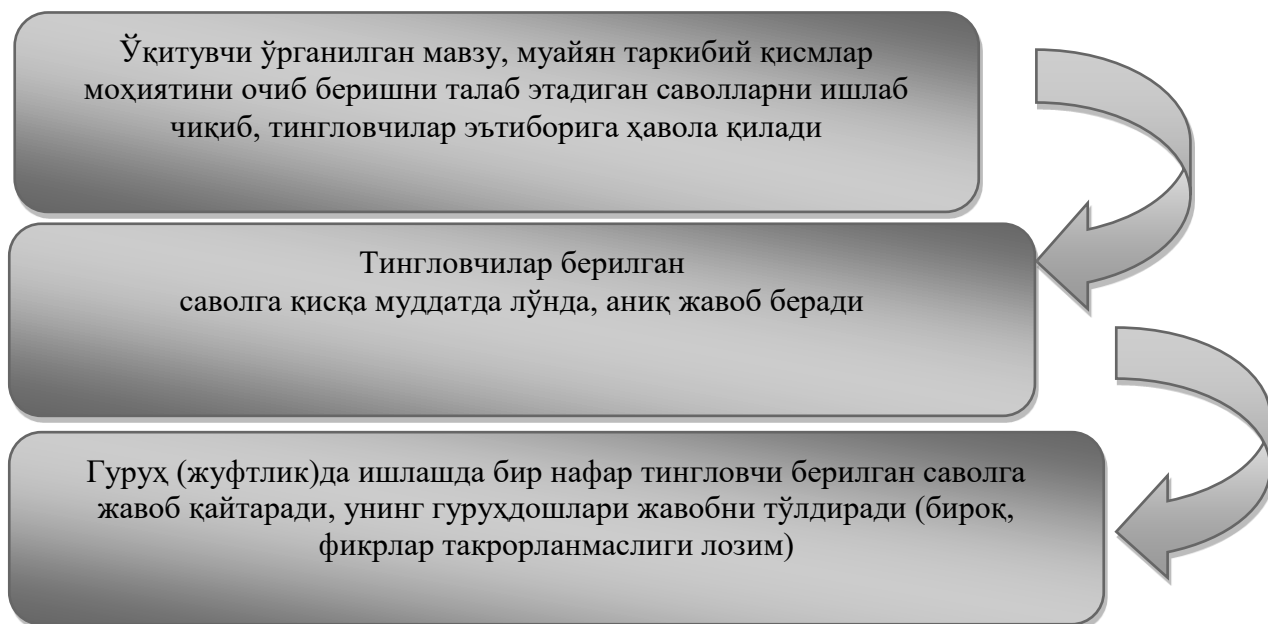 Ўқитувчи ўрганилган мавзу, муайян таркибий қисмлар
моҳиятини очиб беришни талаб этадиган саволларни ишлаб
чиқиб, тингловчилар эътиборига ҳавола қилади
Тингловчилар берилган
саволга қисқа муддатда лўнда, аниқ жавоб беради
Гуруҳ (жуфтлик)да ишлашда бир нафар тингловчи берилган саволга
жавоб қайтаради, унинг гуруҳдошлари жавобни тўлдиради (бироқ,
фикрлар такрорланмаслиги лозим)